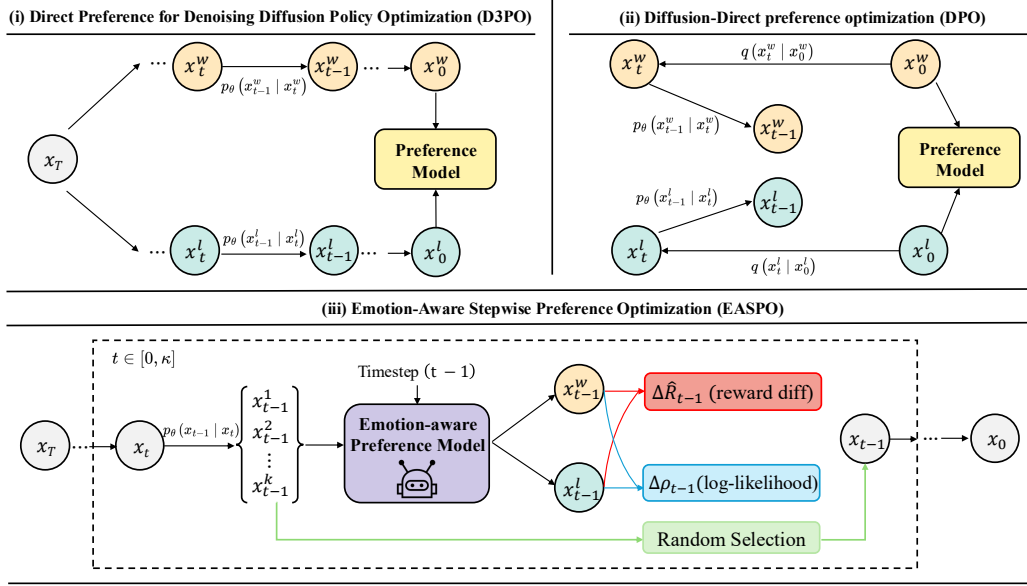 (i) Direct Preference for Denoising Diffusion Policy Optimization (D3PO)
x_T
··· x_t^w
p_θ(x_{t-1}^w | x_t^w)
x_{t-1}^w ···
x_0^w
Preference
Model
··· x_t^l
p_θ(x_{t-1}^l | x_t^l)
x_{t-1}^l ···
x_0^l
(ii) Diffusion-Direct preference optimization (DPO)
x_t^w
q(x_t^w | x_0^w)
x_0^w
p_θ(x_{t-1}^w | x_t^w)
x_{t-1}^w
Preference
Model
p_θ(x_{t-1}^l | x_t^l)
x_{t-1}^l
x_t^l
q(x_t^l | x_0^l)
x_0^l
(iii) Emotion-Aware Stepwise Preference Optimization (EASPO)
t ∈ [0, κ]
x_T ···
x_t
p_θ(x_{t-1} | x_t)
x_{t-1}^1
x_{t-1}^2
⋮
x_{t-1}^k
Timestep (t − 1)
Emotion-aware
Preference Model
x_{t-1}^w
x_{t-1}^l
ΔR̂_{t-1} (reward diff)
Δρ_{t-1}(log-likelihood)
Random Selection
x_{t-1} ··· x_0